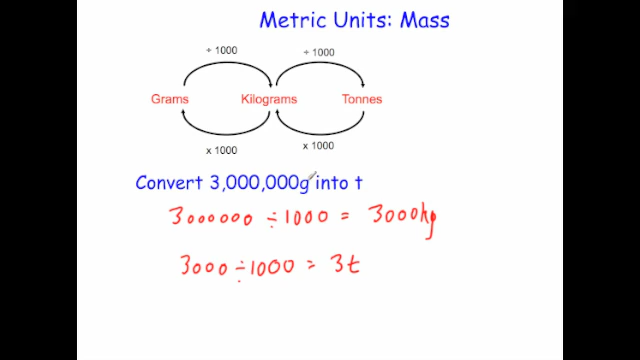 Metric Units: Mass
÷ 1000 ÷ 1000
Grams Kilograms Tonnes
x 1000 x 1000
Convert 3,000,000g into t
3000000 ÷ 1000 = 3000kg
3000 ÷ 1000 = 3t